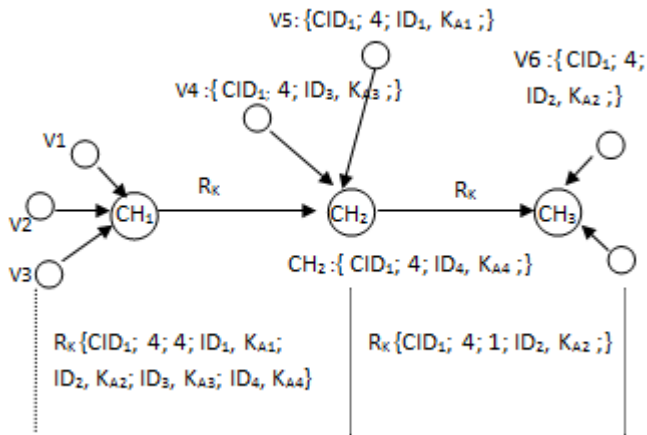 V5:{CID₁; 4; ID₁, K_A1 ;}
V4 :{ CID₁; 4; ID₃, K_A3 ;}
V6 :{ CID₁; 4;
ID₂, K_A2 ;}
V1
V2
V3
CH₁
R_K
CH₂
R_K
CH₃
CH₂ :{ CID₁; 4; ID₄, K_A4 ;}
R_K{CID₁; 4; 4; ID₁, K_A1;
ID₂, K_A2; ID₃, K_A3; ID₄, K_A4}
R_K{CID₁; 4; 1; ID₂, K_A2 ;}